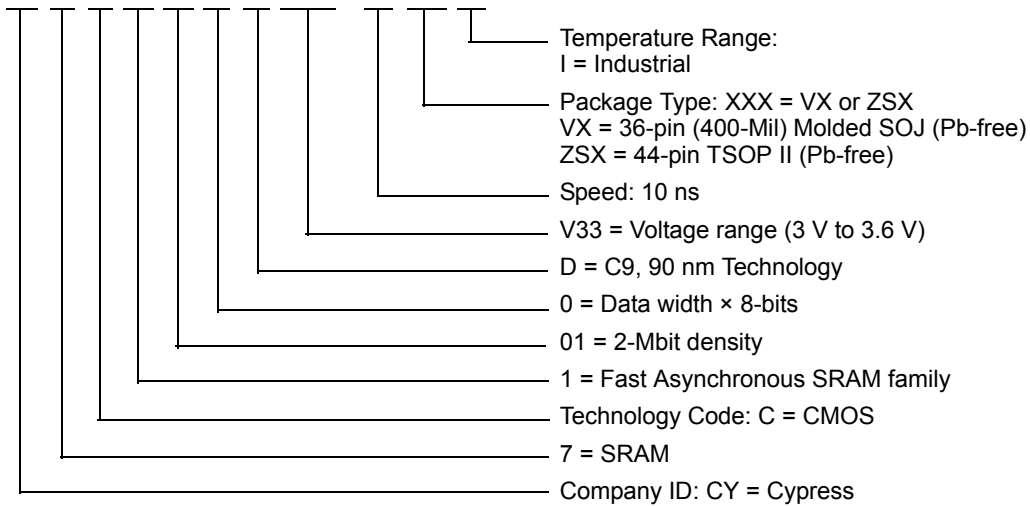 Temperature Range:
I = Industrial
Package Type: XXX = VX or ZSX
VX = 36-pin (400-Mil) Molded SOJ (Pb-free)
ZSX = 44-pin TSOP II (Pb-free)
Speed: 10 ns
V33 = Voltage range (3 V to 3.6 V)
D = C9, 90 nm Technology
0 = Data width × 8-bits
01 = 2-Mbit density
1 = Fast Asynchronous SRAM family
Technology Code: C = CMOS
7 = SRAM
Company ID: CY = Cypress